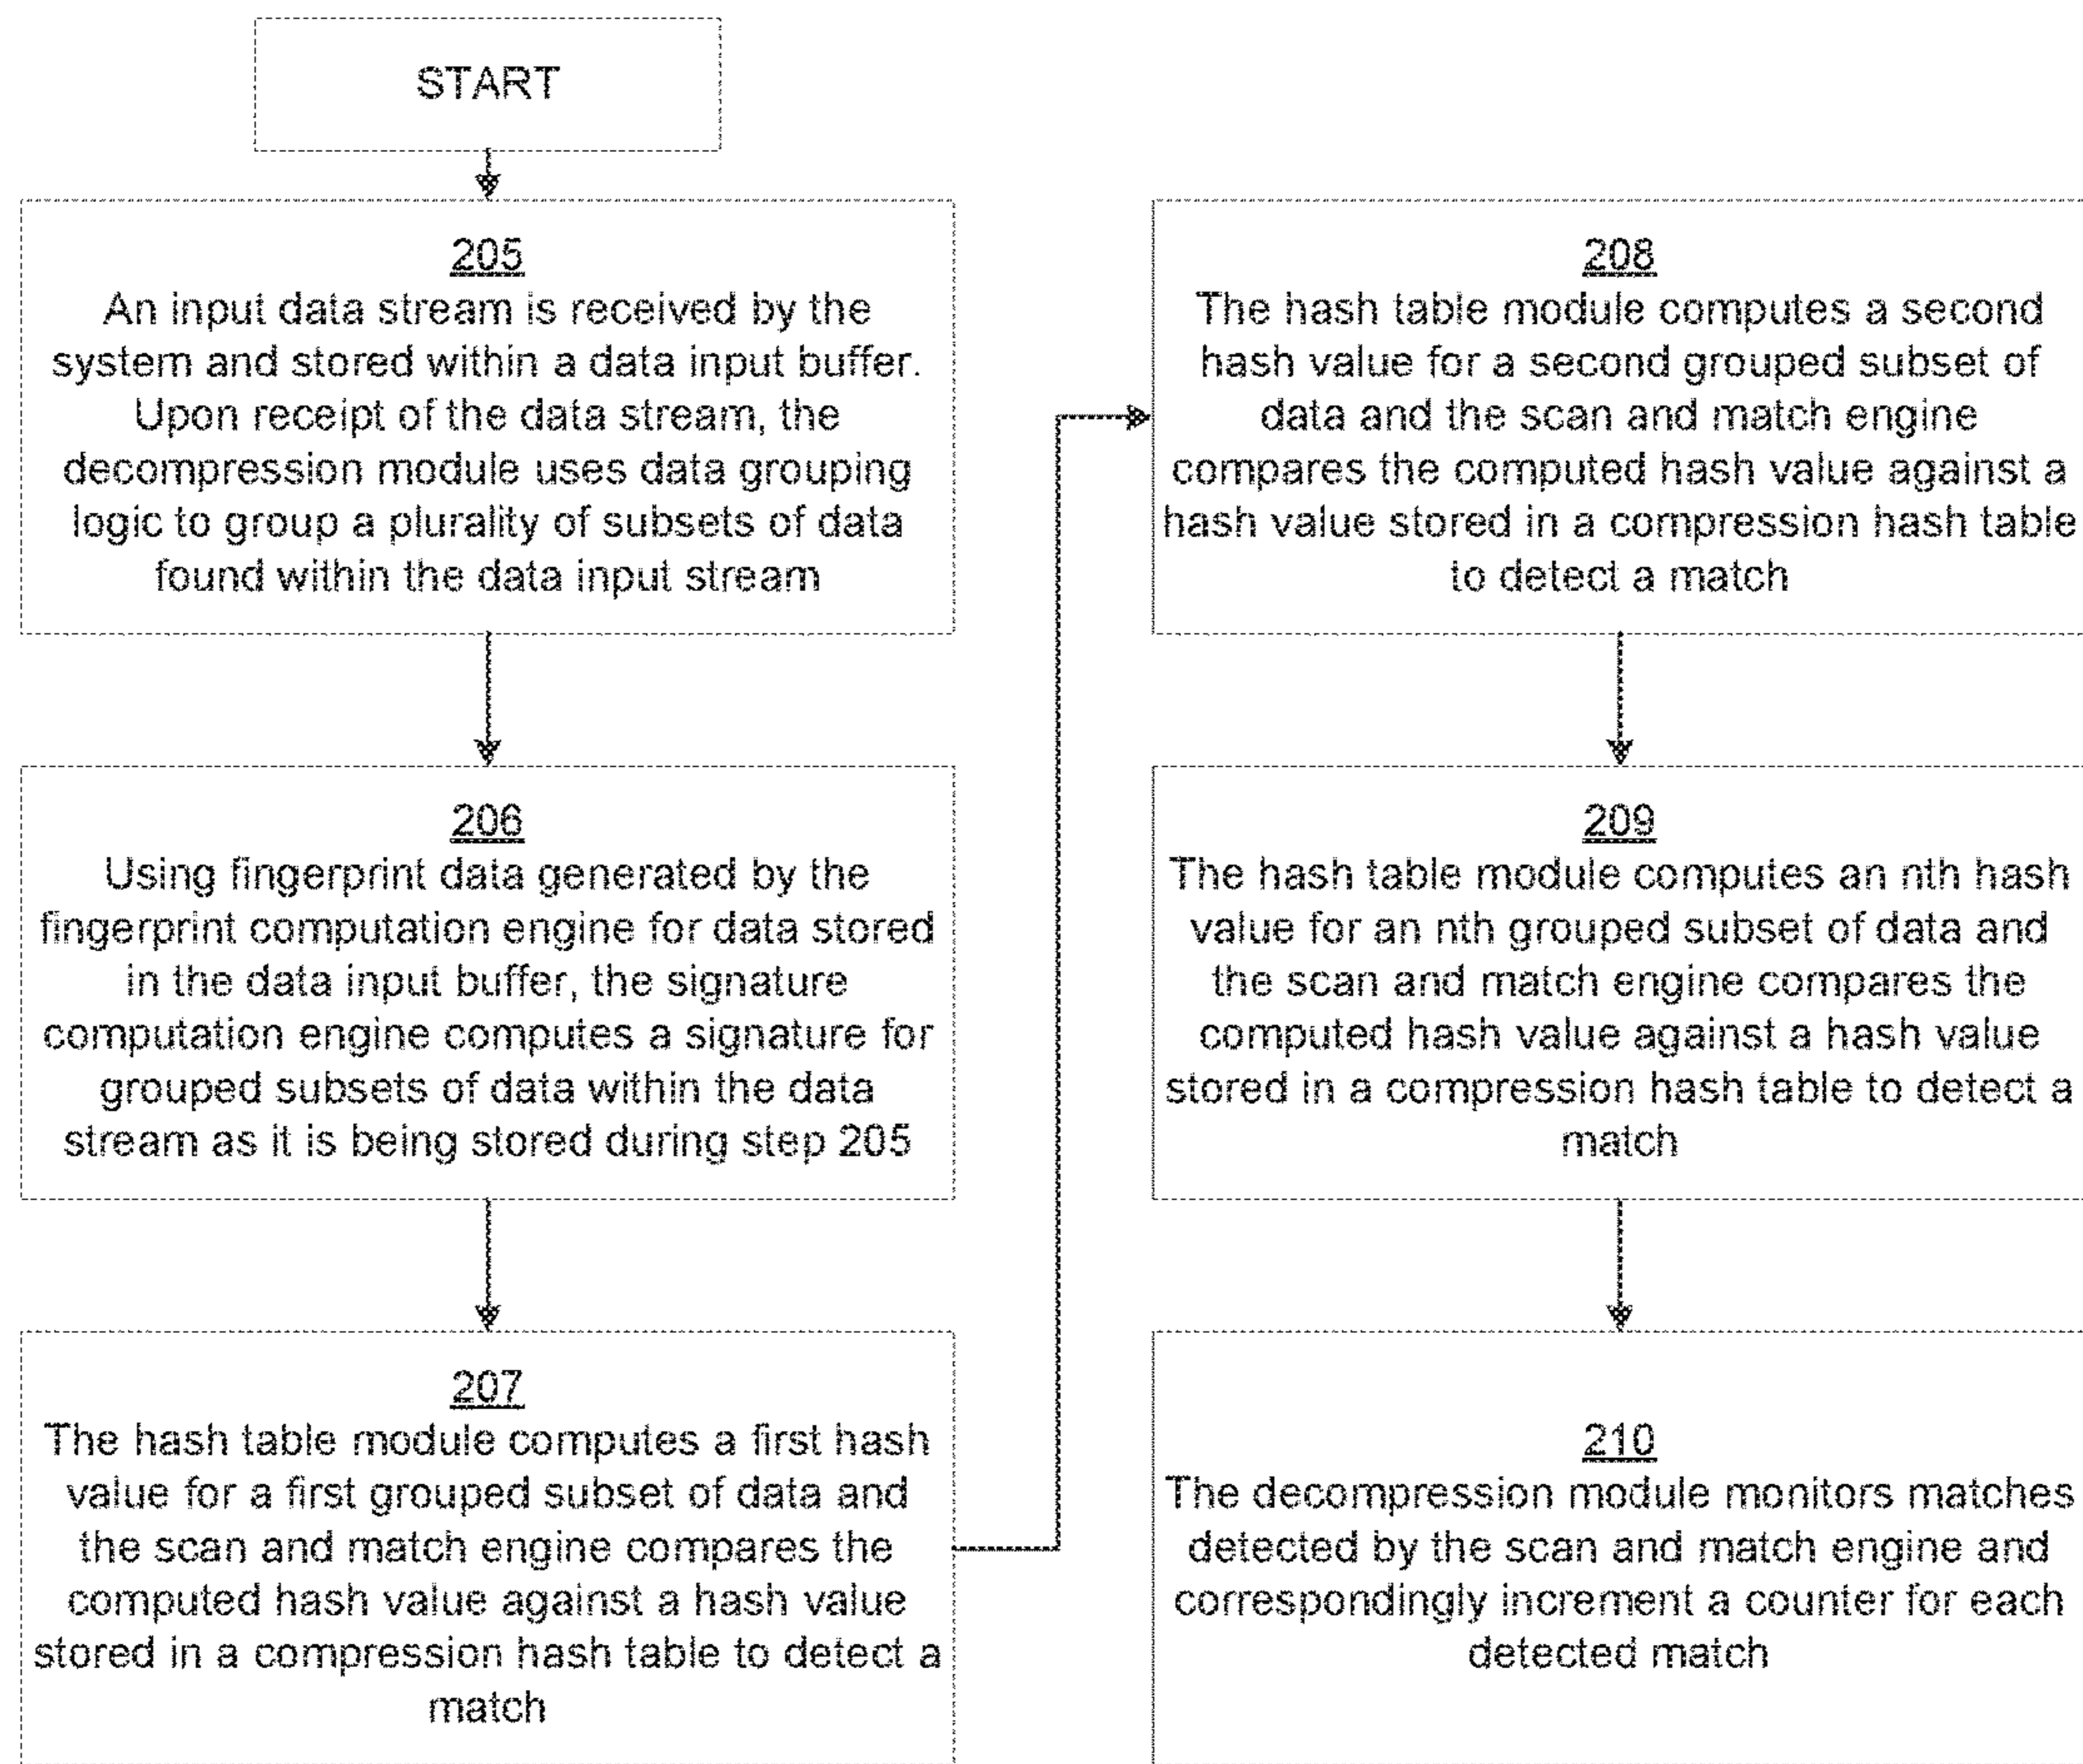 START
205
An input data stream is received by the
system and stored within a data input buffer.
Upon receipt of the data stream, the
decompression module uses data grouping
logic to group a plurality of subsets of data
found within the data input stream
206
Using fingerprint data generated by the
fingerprint computation engine for data stored
in the data input buffer, the signature
computation engine computes a signature for
grouped subsets of data within the data
stream as it is being stored during step 205
207
The hash table module computes a first hash
value for a first grouped subset of data and
the scan and match engine compares the
computed hash value against a hash value
stored in a compression hash table to detect a
match
208
The hash table module computes a second
hash value for a second grouped subset of
data and the scan and match engine
compares the computed hash value against a
hash value stored in a compression hash table
to detect a match
209
The hash table module computes an nth hash
value for an nth grouped subset of data and
the scan and match engine compares the
computed hash value against a hash value
stored in a compression hash table to detect a
match
210
The decompression module monitors matches
detected by the scan and match engine and
correspondingly increment a counter for each
detected match